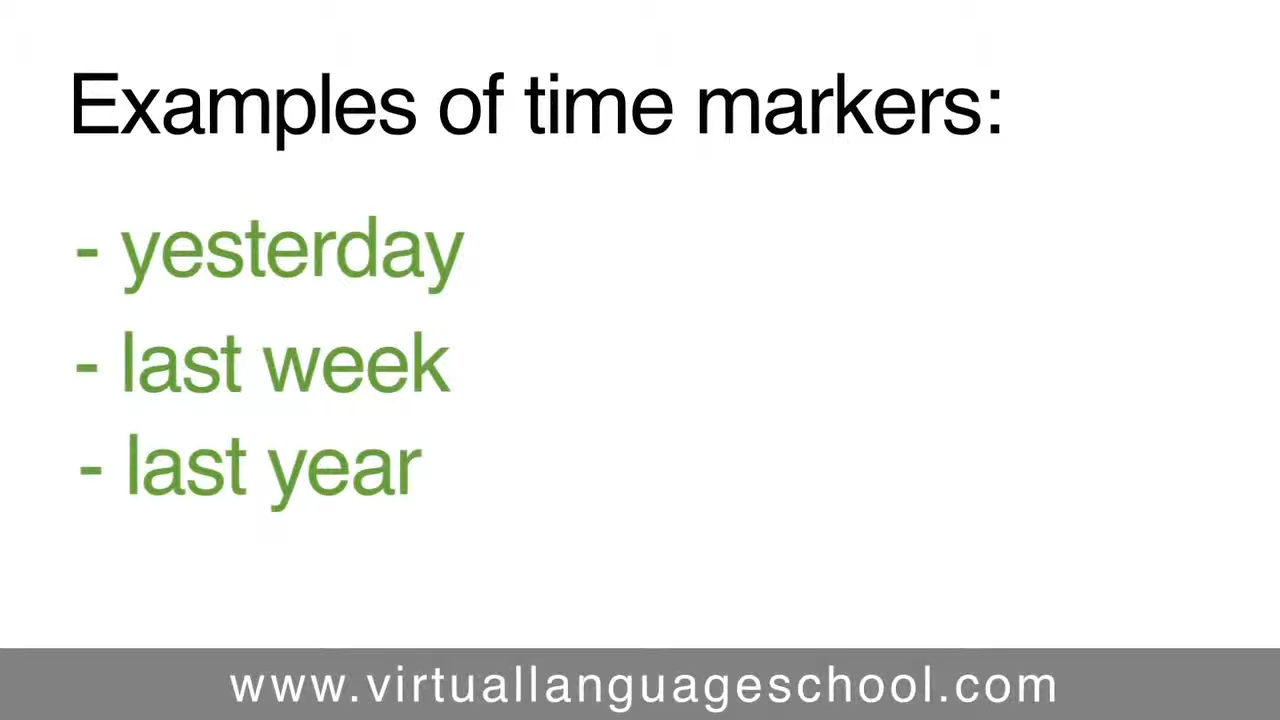 Examples of time markers:
- yesterday
- last week
- last year
www.virtuallanguageschool.com